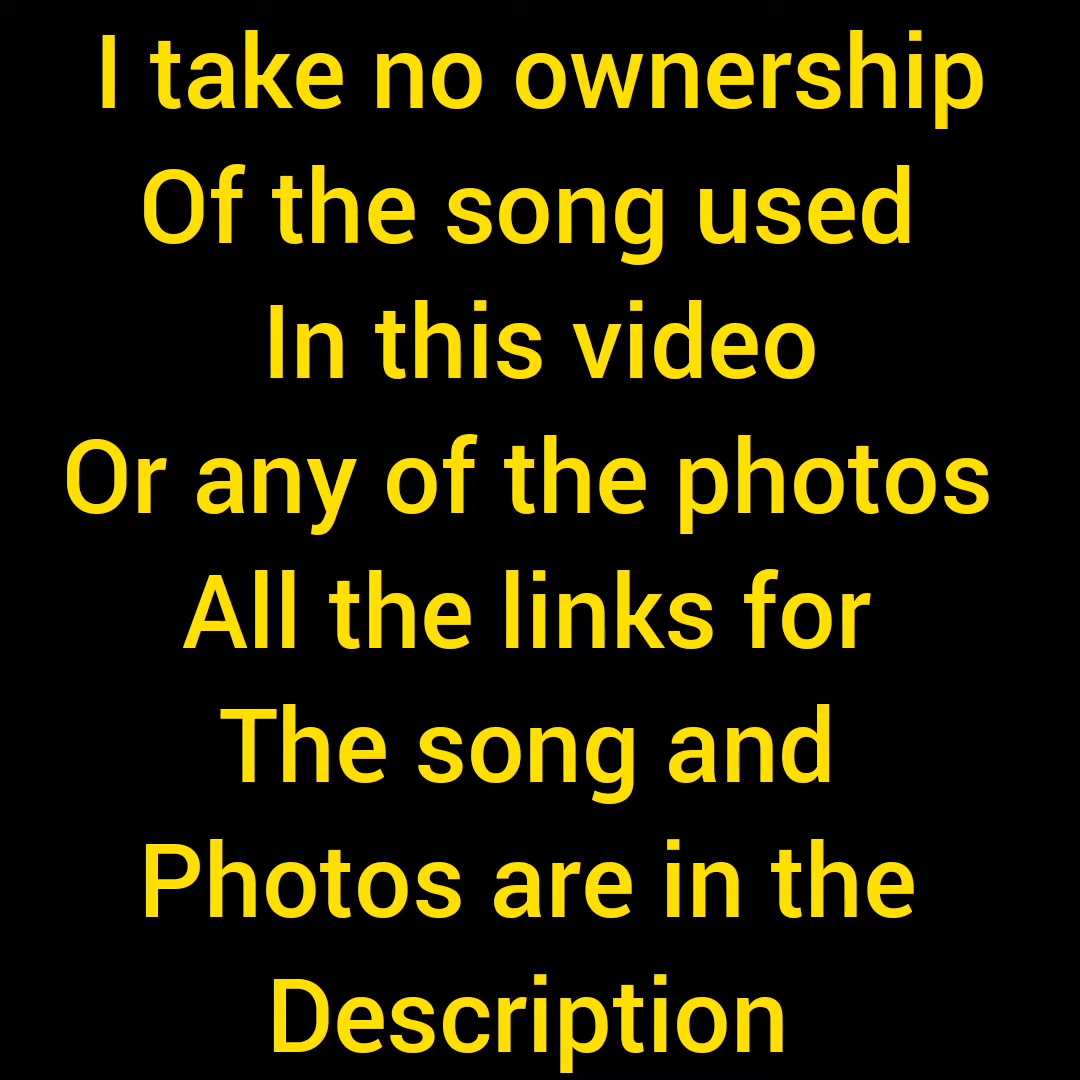 I take no ownership
Of the song used
In this video
Or any of the photos
All the links for
The song and
Photos are in the
Description